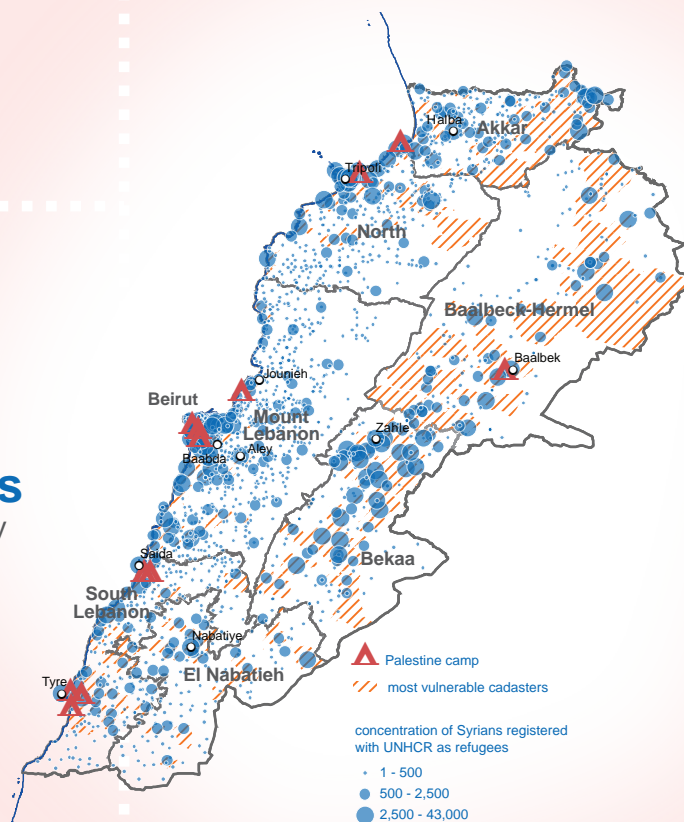 Halba
Akkar
Tripoli
North
Baalbeck-Hermel
Baalbek
Jounieh
Beirut
Mount
Lebanon
Zahle
Baabda
Aley
s
y
Saida
Bekaa
South
Lebanon
Nabatiye
El Nabatieh
Tyre
Palestine camp
most vulnerable cadasters
concentration of Syrians registered
with UNHCR as refugees
1 - 500
500 - 2,500
2,500 - 43,000